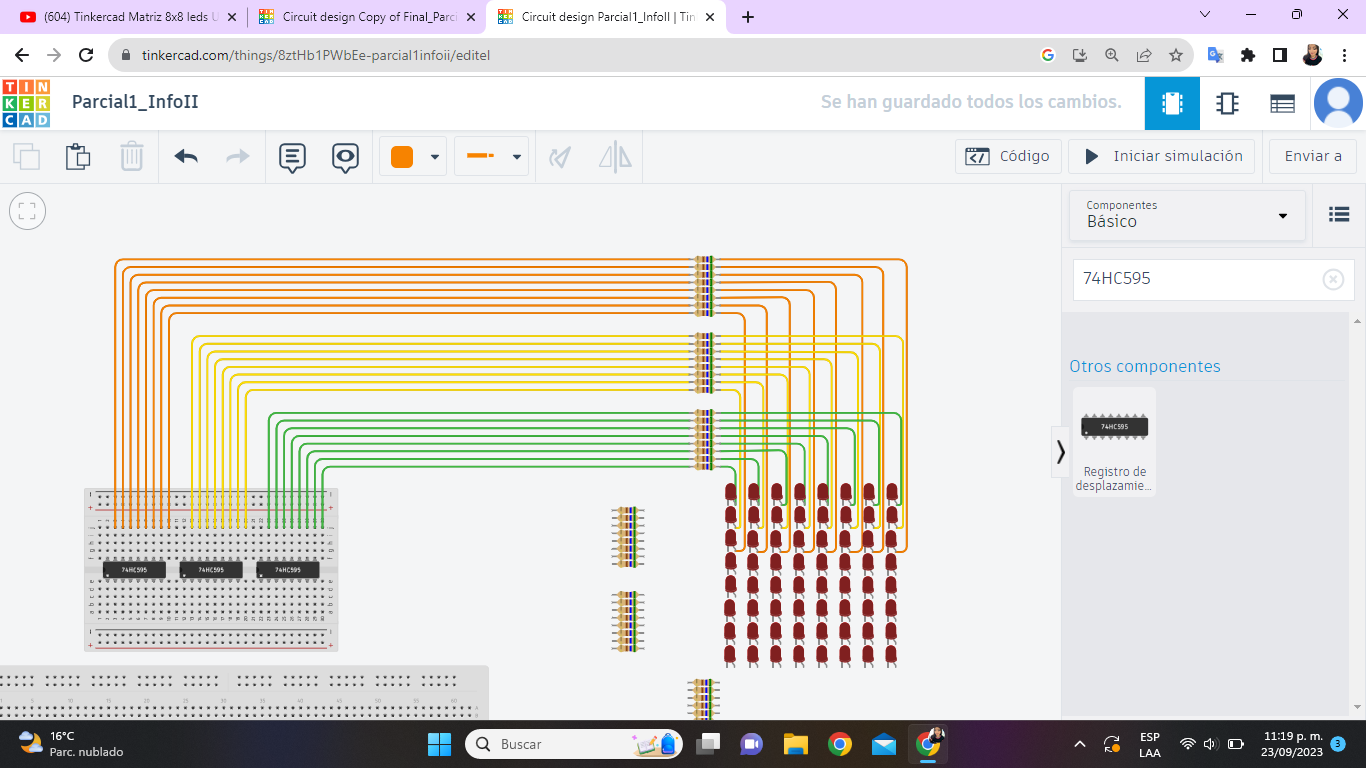 (604) Tinkercad Matriz 8x8 leds U
Circuit design Copy of Final_Parci
Circuit design Parcial1_InfoII | Tin
tinkercad.com/things/8ztHb1PWbEe-parcial1infoii/editel
TIN
KER
CAD
Parcial1_InfoII
Se han guardado todos los cambios.
Código
Iniciar simulación
Enviar a
Componentes
Básico
74HC595
Otros componentes
74HC595
Registro de
desplazamie...
74HC595
74HC595
74HC595
16°C
Parc. nublado
Buscar
ESP
LAA
11:19 p. m.
23/09/2023
3